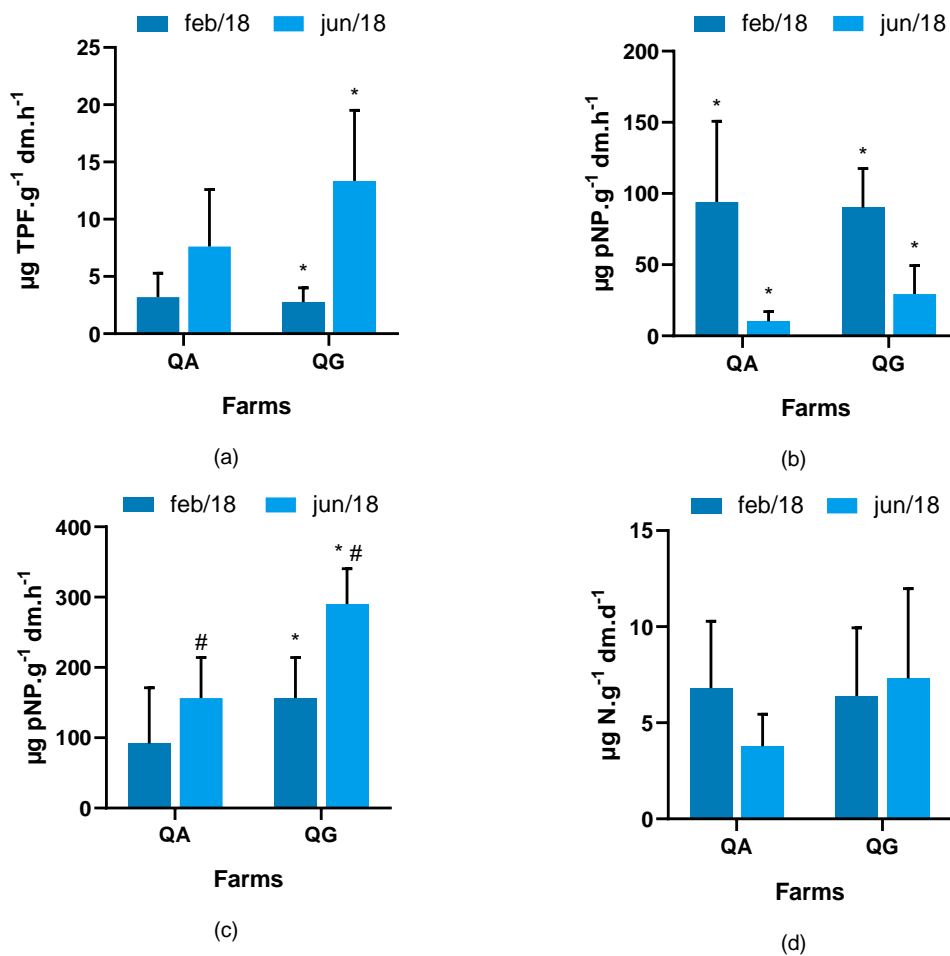 feb/18 jun/18
25
20
15
10
5
0
µg TPF.g⁻¹ dm.h⁻¹
*
*
QA QG
Farms
(a)
feb/18 jun/18
200
150
100
50
0
µg pNP.g⁻¹ dm.h⁻¹
*
*
*
*
QA QG
Farms
(b)
feb/18 jun/18
400
300
200
100
0
µg pNP.g⁻¹ dm.h⁻¹
#
*
* #
QA QG
Farms
(c)
feb/18 jun/18
15
10
5
0
µg N.g⁻¹ dm.d⁻¹
QA QG
Farms
(d)